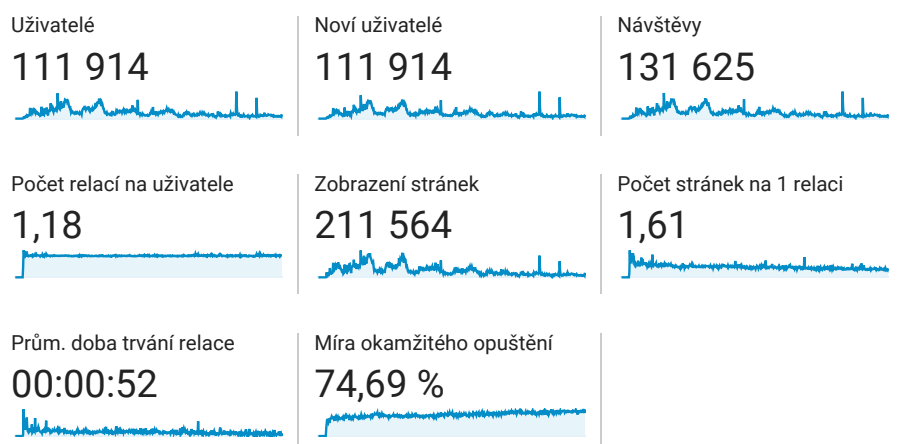 Uživatelé
111 914
Noví uživatelé
111 914
Návštěvy
131 625
Počet relací na uživatele
1,18
Zobrazení stránek
211 564
Počet stránek na 1 relaci
1,61
Prům. doba trvání relace
00:00:52
Míra okamžitého opuštění
74,69 %